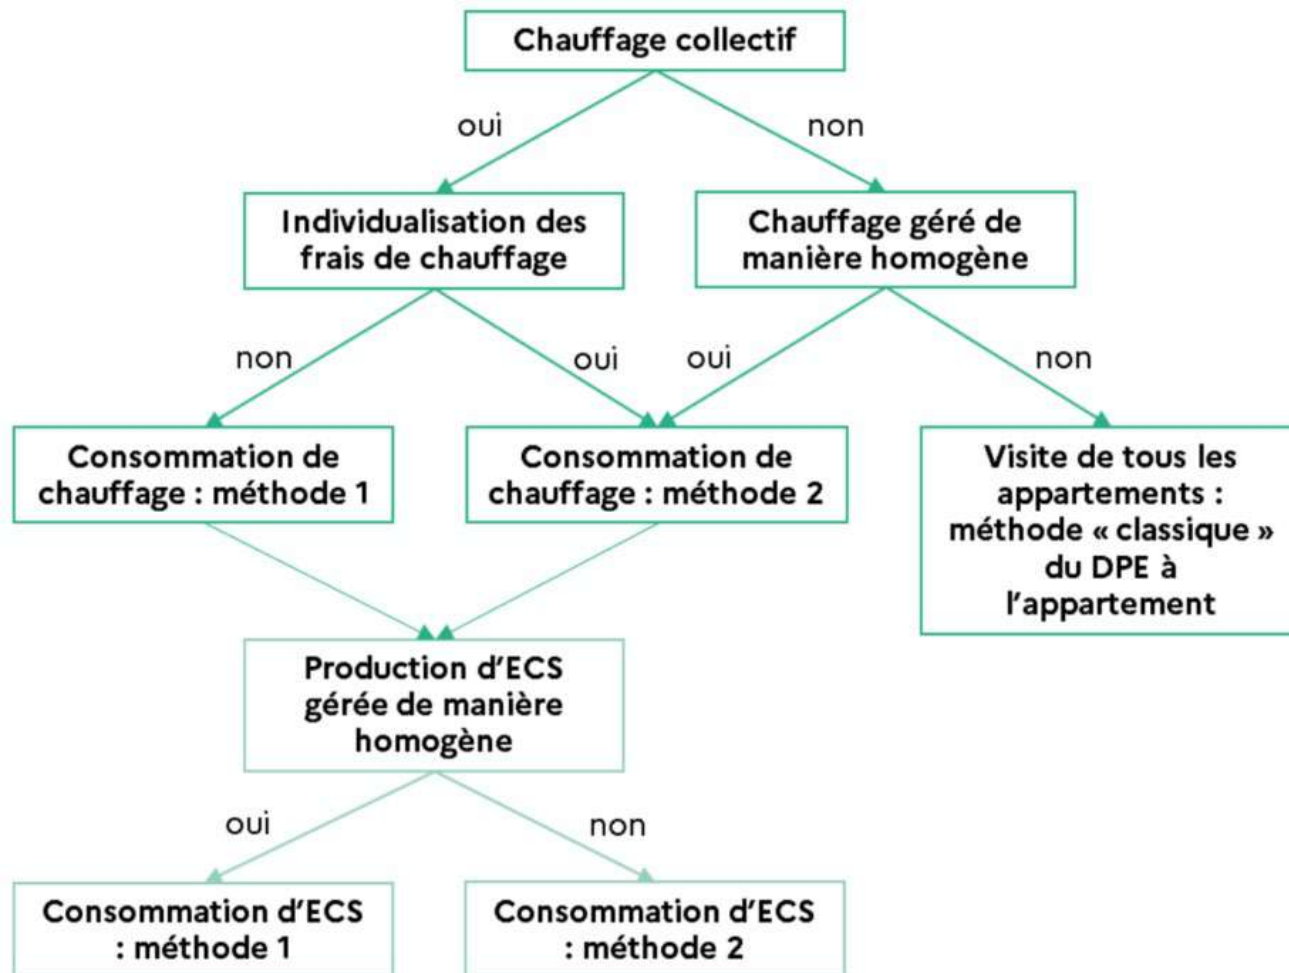 Chauffage collectif
oui
non
Individualisation des
frais de chauffage
Chauffage géré de
manière homogène
non
oui
oui
non
Consommation de
chauffage : méthode 1
Consommation de
chauffage : méthode 2
Visite de tous les
appartements :
méthode « classique »
du DPE à
l'appartement
Production d'ECS
gérée de manière
homogène
oui
non
Consommation d'ECS
: méthode 1
Consommation d'ECS
: méthode 2